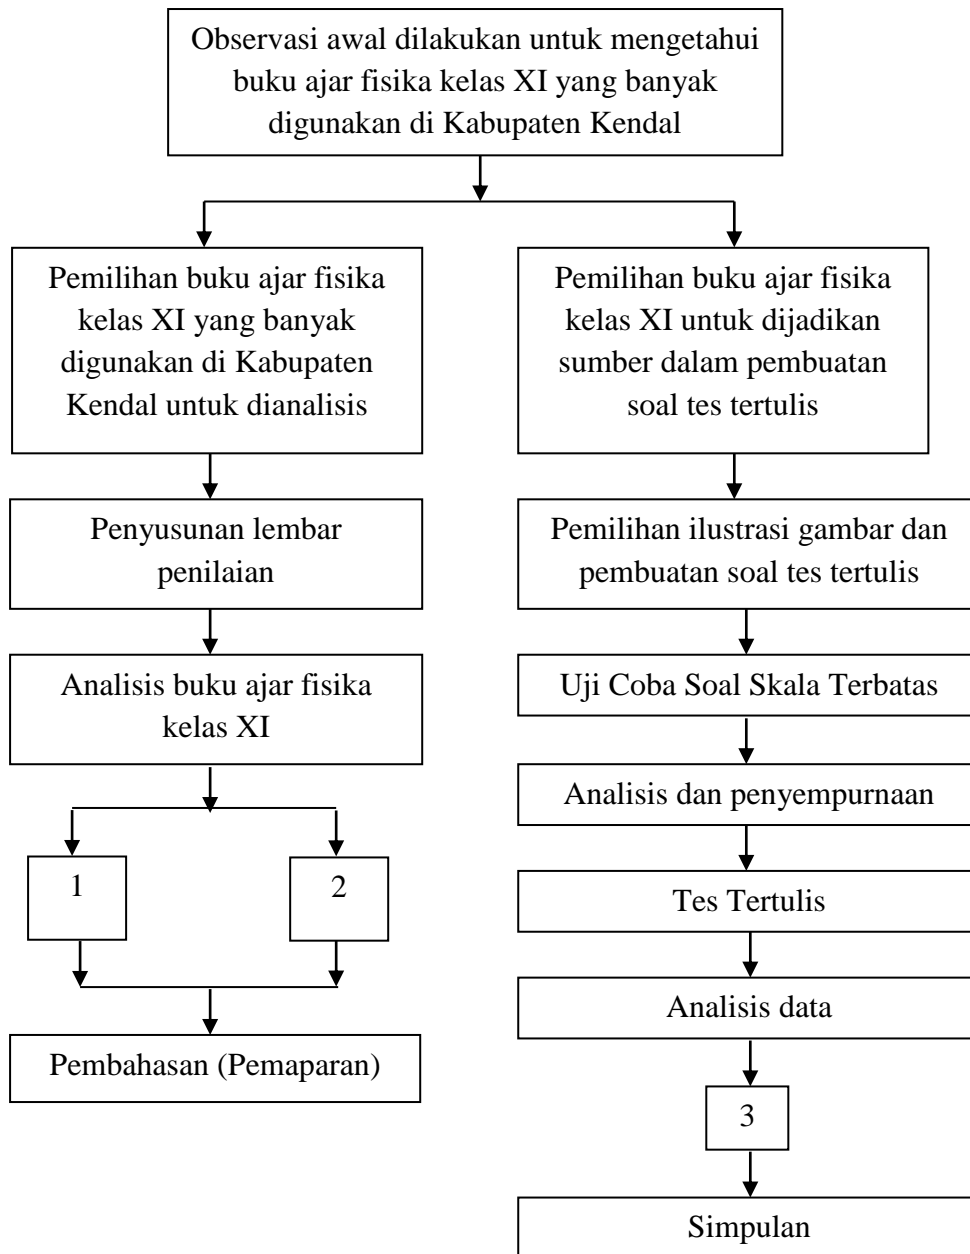 Observasi awal dilakukan untuk mengetahui
buku ajar fisika kelas XI yang banyak
digunakan di Kabupaten Kendal
Pemilihan buku ajar fisika
kelas XI yang banyak
digunakan di Kabupaten
Kendal untuk dianalisis
Penyusunan lembar
penilaian
Analisis buku ajar fisika
kelas XI
1
2
Pembahasan (Pemaparan)
Pemilihan buku ajar fisika
kelas XI untuk dijadikan
sumber dalam pembuatan
soal tes tertulis
Pemilihan ilustrasi gambar dan
pembuatan soal tes tertulis
Uji Coba Soal Skala Terbatas
Analisis dan penyempurnaan
Tes Tertulis
Analisis data
3
Simpulan